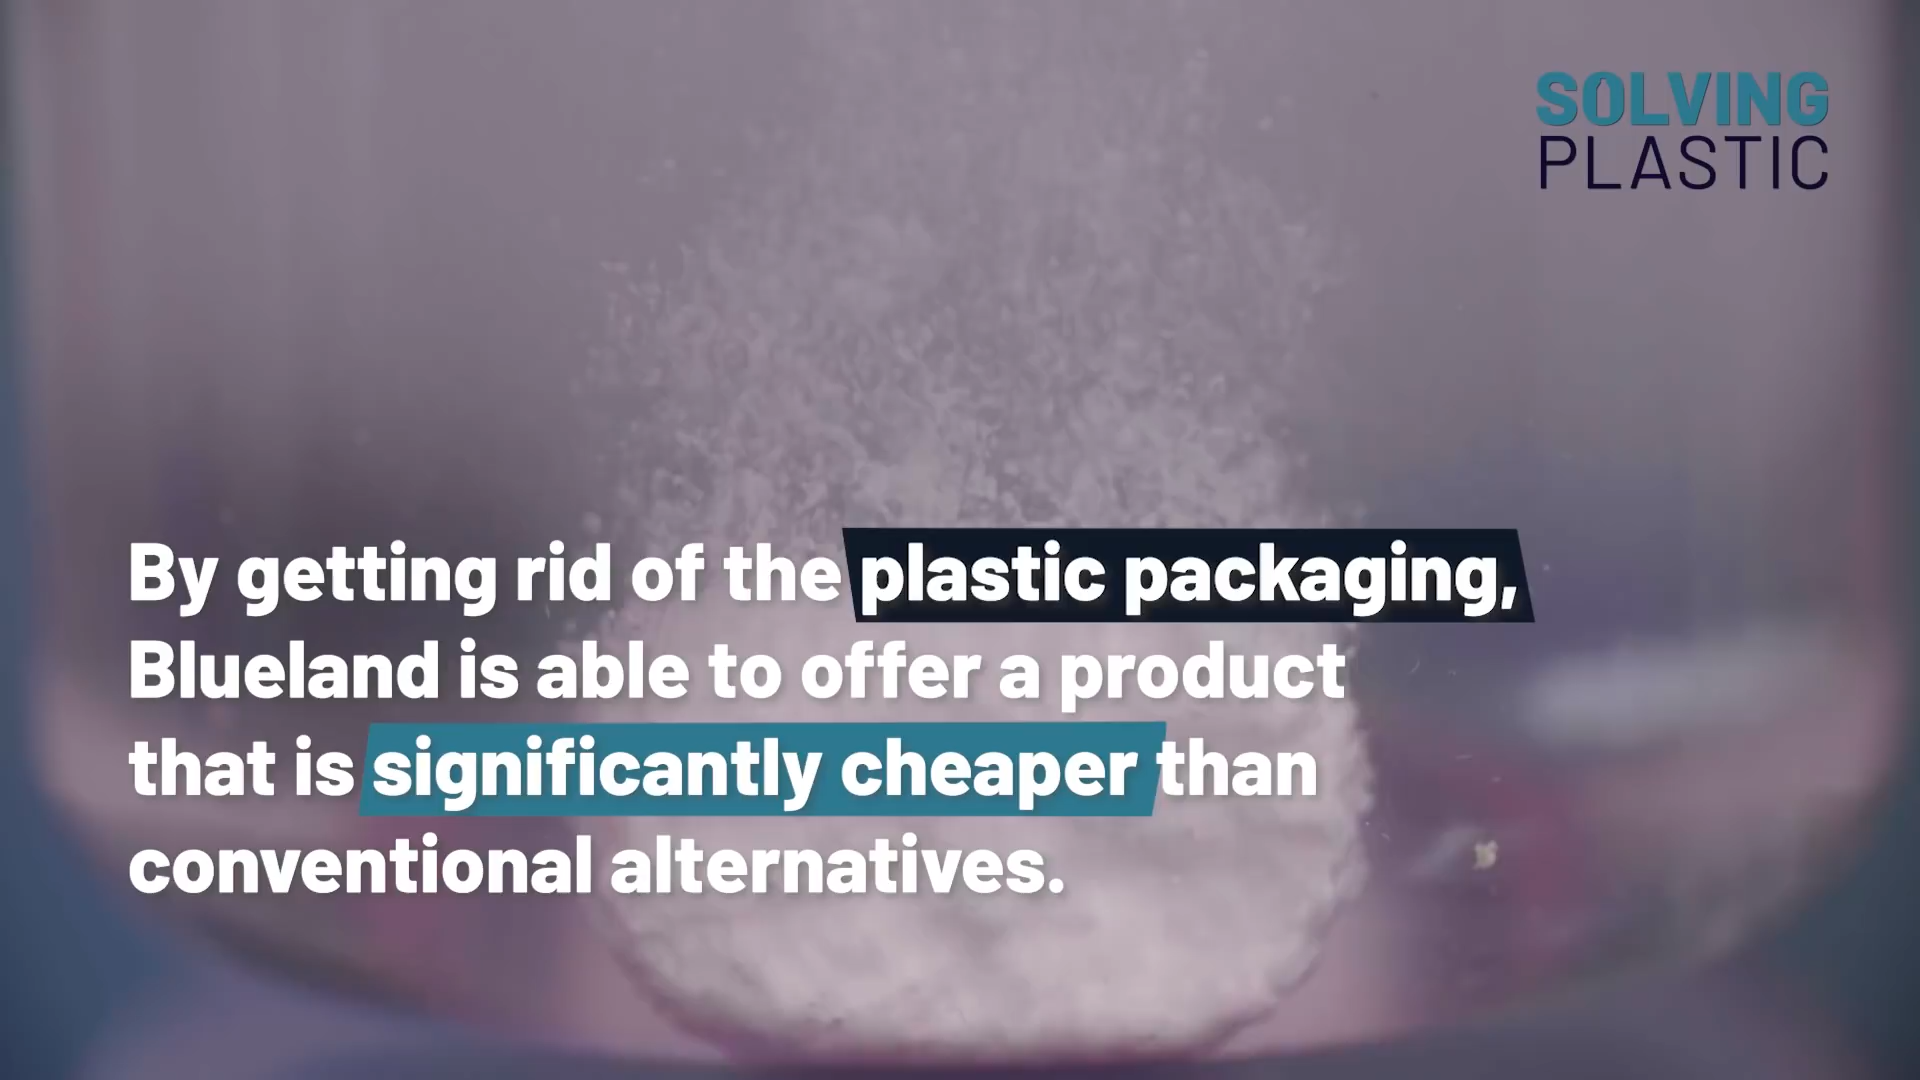 SOLVING
PLASTIC
By getting rid of the plastic packaging,
Blueland is able to offer a product
that is significantly cheaper than
conventional alternatives.